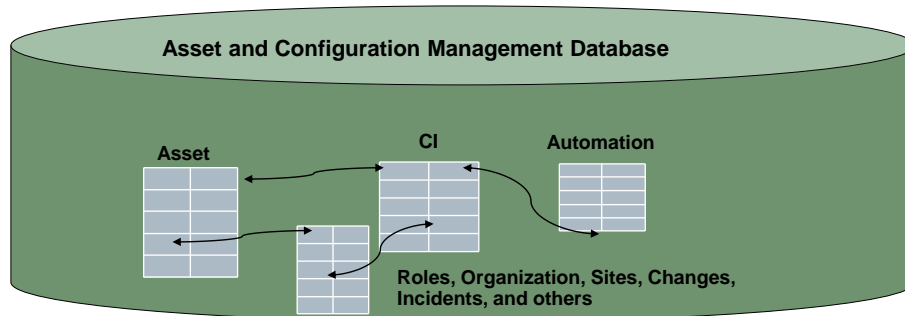 Asset and Configuration Management Database
CI
Automation
Asset
Roles, Organization, Sites, Changes,
Incidents, and others